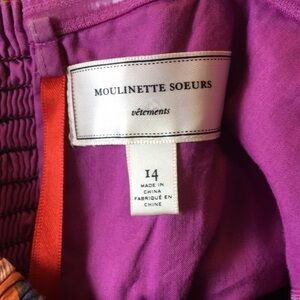 MOULINETTE SOEURS
vêtements
14
MADE IN
CHINA
FABRIQUÉ EN
CHINE